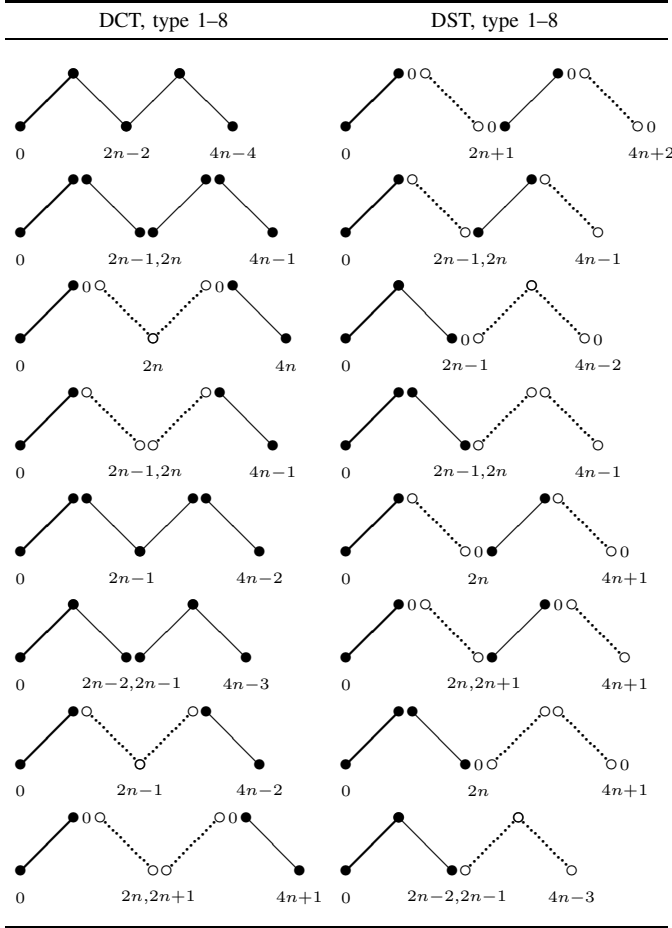 DCT, type 1–8 DST, type 1–8
0 0
0 0
0 2n−2 4n−4 0 2n+1 4n+2
0 2n−1,2n 4n−1 0 2n−1,2n 4n−1
0 0
0 0
0 2n 4n 0 2n−1 4n−2
0 2n−1,2n 4n−1 0 2n−1,2n 4n−1
0 0
0 2n−1 4n−2 0 2n 4n+1
0 0
0 2n−2,2n−1 4n−3 0 2n,2n+1 4n+1
0 0
0 2n−1 4n−2 0 2n 4n+1
0 0
0 2n,2n+1 4n+1 0 2n−2,2n−1 4n−3